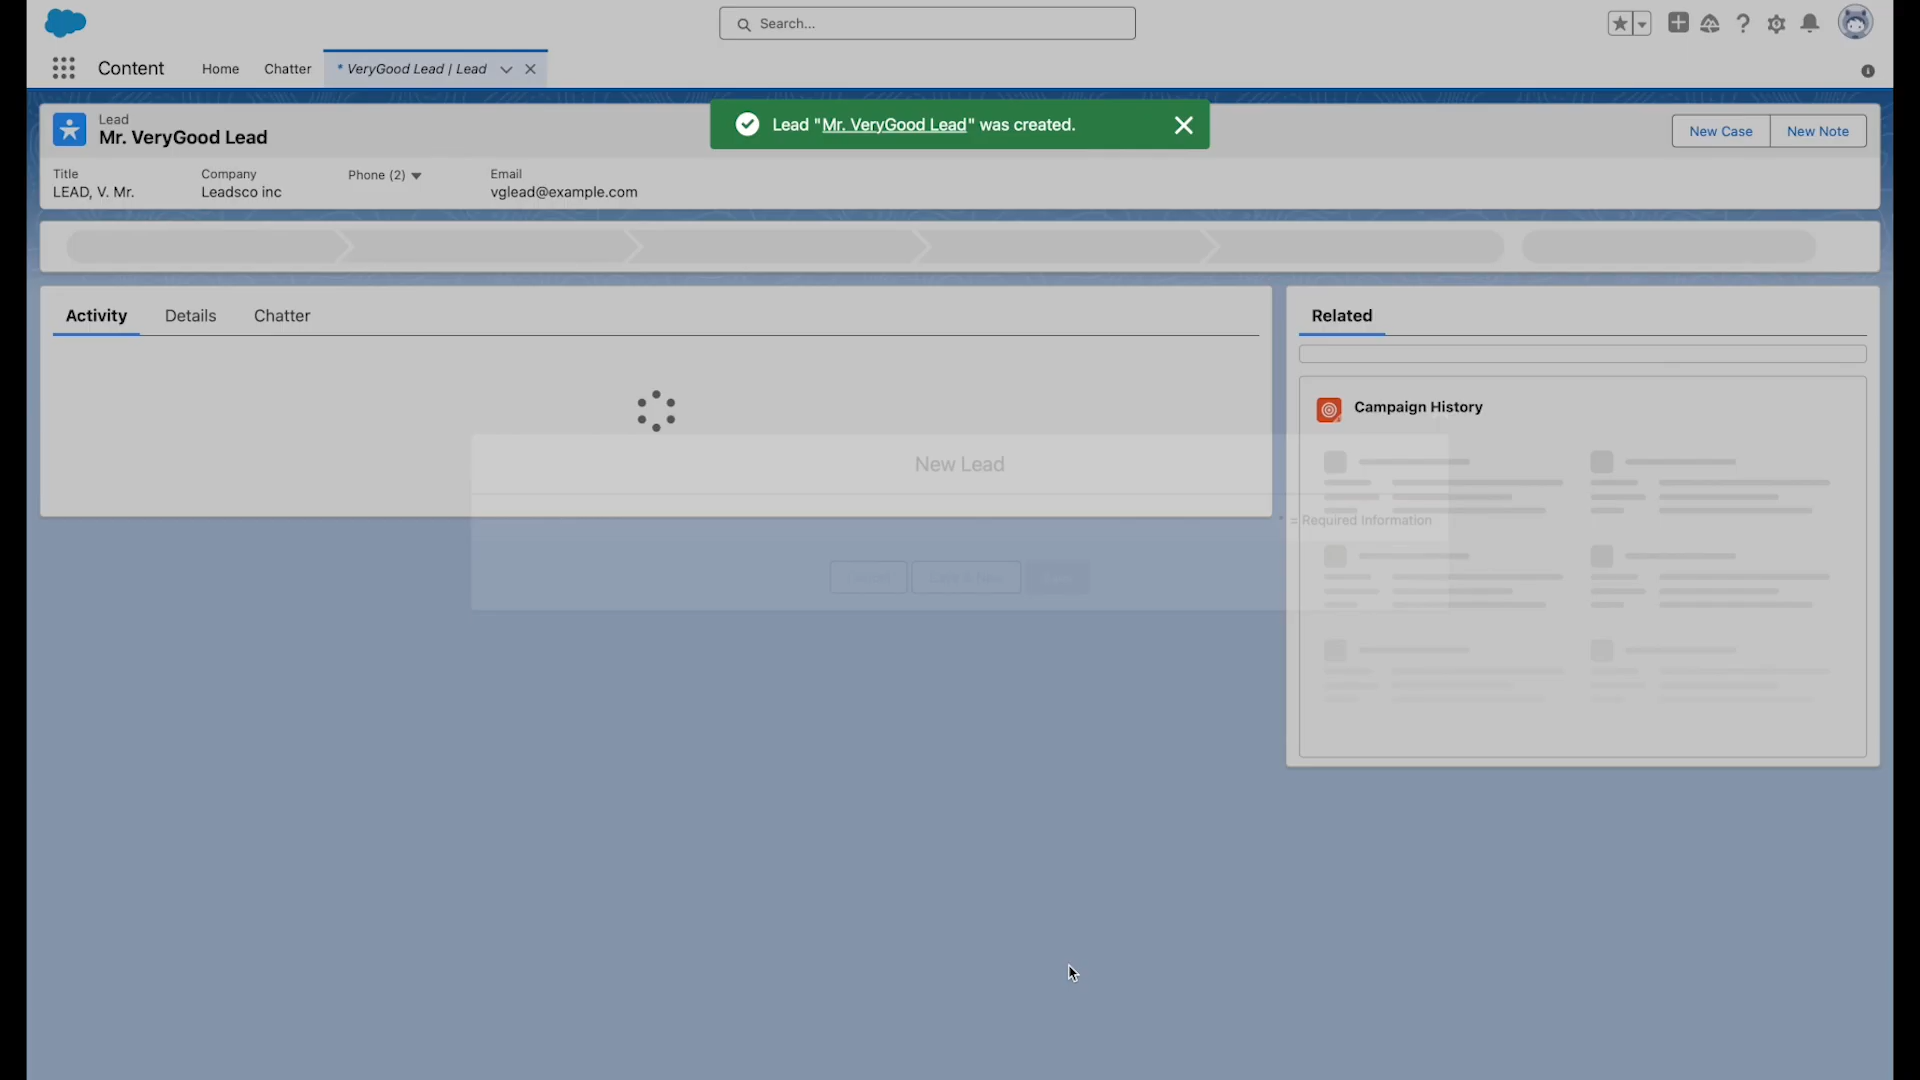 Search...
Content
Home
Chatter
* VeryGood Lead | Lead
Lead
Mr. VeryGood Lead
Lead "Mr. VeryGood Lead" was created.
New Case
New Note
Title
LEAD, V. Mr.
Company
Leadsco inc
Phone (2)
Email
vglead@example.com
Activity
Details
Chatter
Related
Campaign History
New Lead
* = Required Information